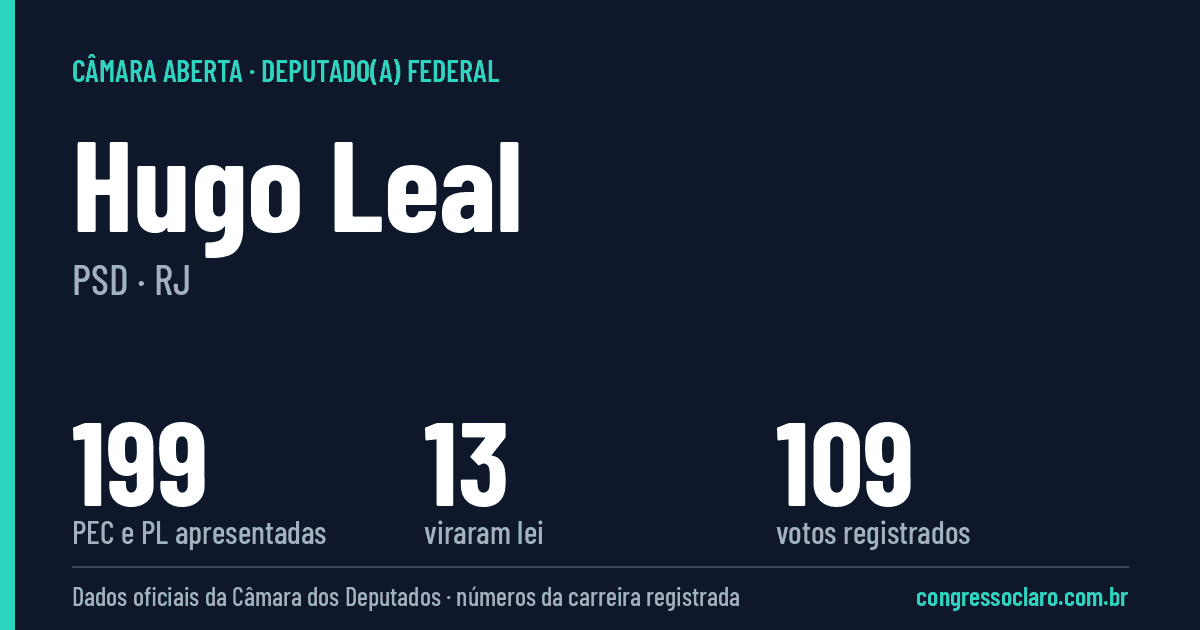 CÂMARA ABERTA · DEPUTADO(A) FEDERAL
Hugo Leal
PSD · RJ
199 13 109
PEC e PL apresentadas viraram lei votos registrados
Dados oficiais da Câmara dos Deputados · números da carreira registrada congressoclaro.com.br